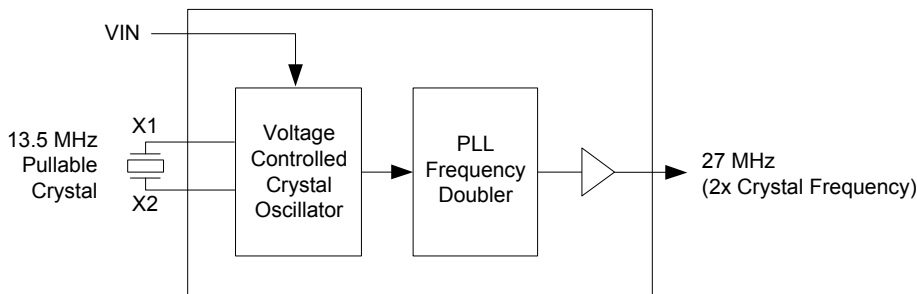 VIN
13.5 MHz
Pullable
Crystal
X1
X2
Voltage
Controlled
Crystal
Oscillator
PLL
Frequency
Doubler
27 MHz
(2x Crystal Frequency)